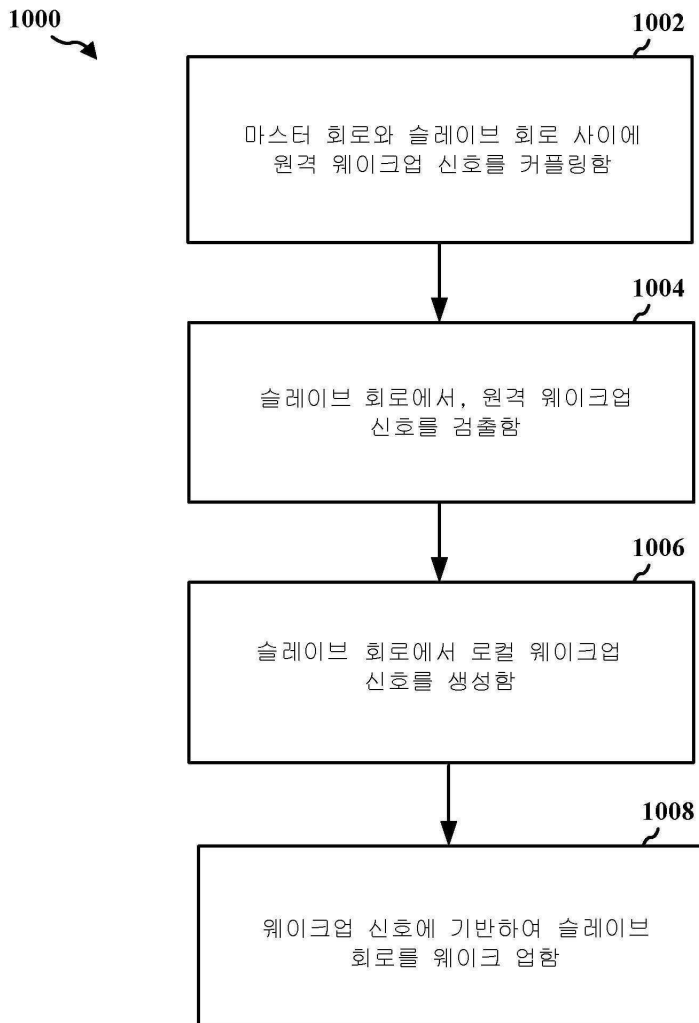 1000
1002
마스터 회로와 슬레이브 회로 사이에
원격 웨이크업 신호를 커플링함
1004
슬레이브 회로에서, 원격 웨이크업
신호를 검출함
1006
슬레이브 회로에서 로컬 웨이크업
신호를 생성함
1008
웨이크업 신호에 기반하여 슬레이브
회로를 웨이크 업함